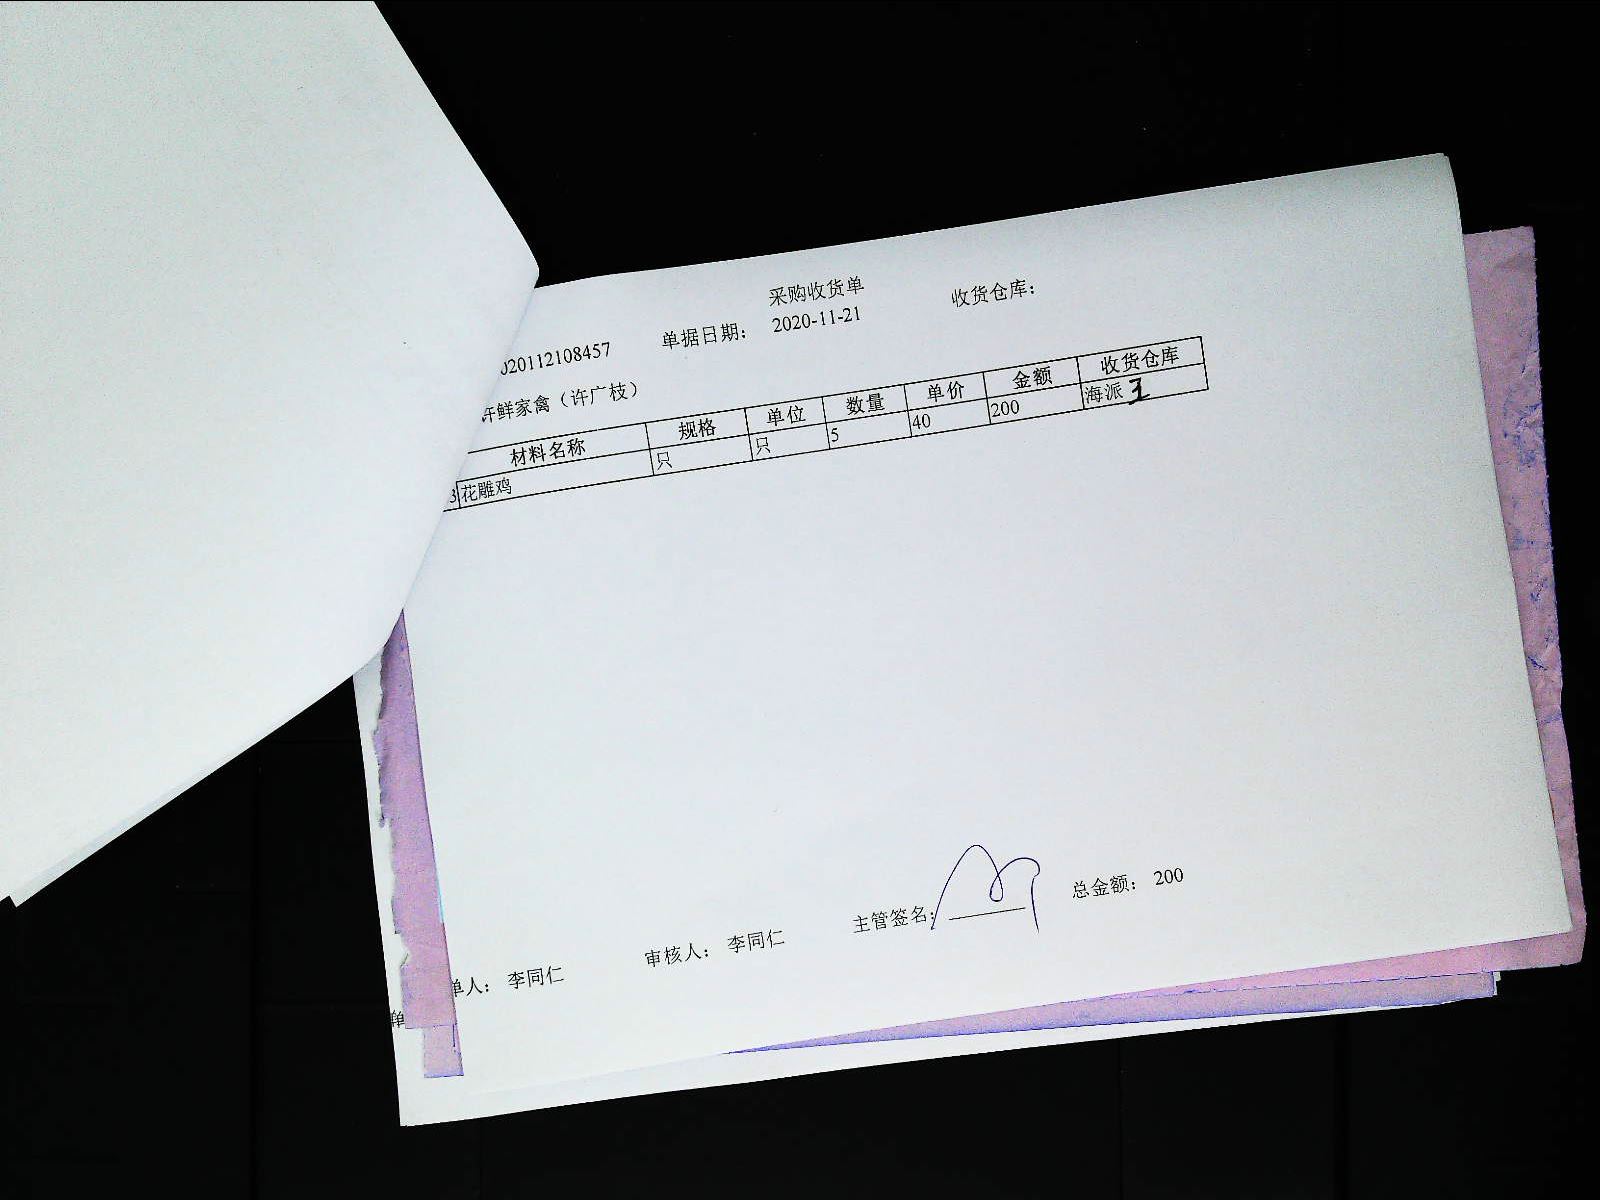 采购收货单
020112108457 单据日期： 2020-11-21 收货仓库：
许鲜家禽（许广枝）
材料名称 规格 单位 数量 单价 金额 收货仓库
3 花雕鸡 只 只 5 40 200 海派
单人： 李同仁 审核人： 李同仁 主管签名： 总金额： 200
单